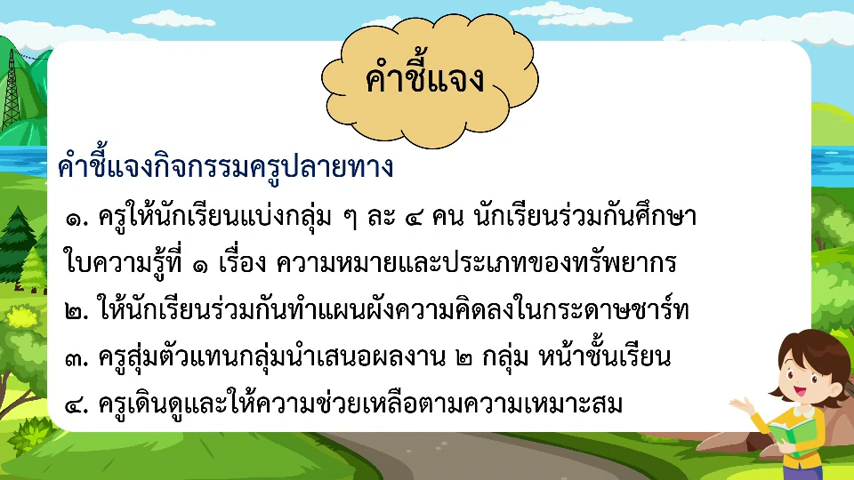 คำชี้แจง
คำชี้แจงกิจกรรมครูปลายทาง
๑. ครูให้นักเรียนแบ่งกลุ่ม ๆ ละ ๔ คน นักเรียนร่วมกันศึกษา
ใบความรู้ที่ ๑ เรื่อง ความหมายและประเภทของทรัพยากร
๒. ให้นักเรียนร่วมกันทำแผนผังความคิดลงในกระดาษชาร์ท
๓. ครูสุ่มตัวแทนกลุ่มนำเสนอผลงาน ๒ กลุ่ม หน้าชั้นเรียน
๔. ครูเดินดูและให้ความช่วยเหลือตามความเหมาะสม